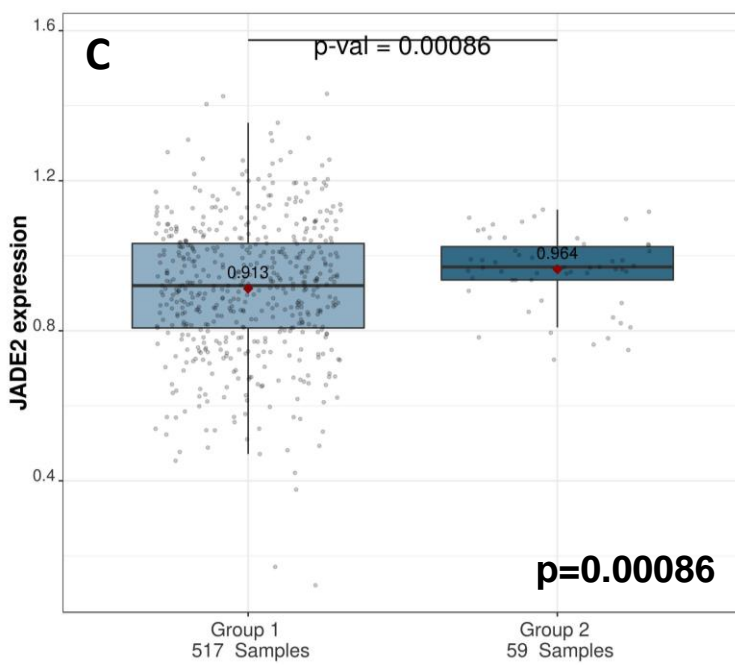 C
p-val = 0.00086
1.6
1.2
0.8
0.4
JADE2 expression
0.913
0.964
p=0.00086
Group 1
517 Samples
Group 2
59 Samples